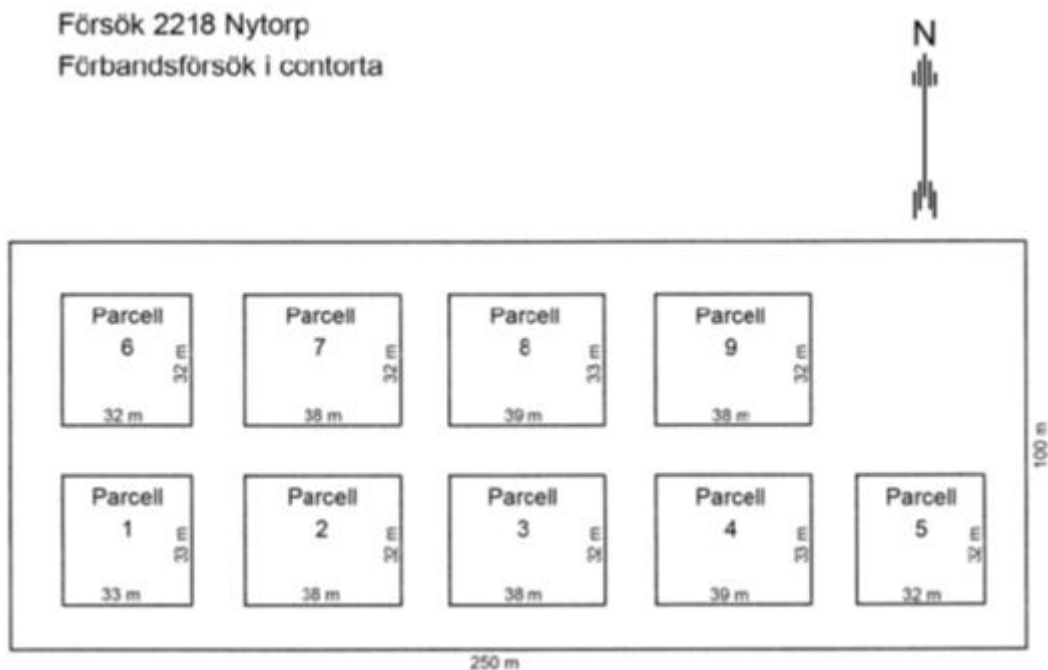 Försök 2218 Nytorp
Förbandsförsök i contorta
N
Parcell
6
32 m
32 m
Parcell
7
32 m
38 m
Parcell
8
33 m
39 m
Parcell
9
32 m
38 m
100 m
Parcell
1
33 m
33 m
Parcell
2
32 m
38 m
Parcell
3
32 m
38 m
Parcell
4
33 m
39 m
Parcell
5
32 m
32 m
250 m